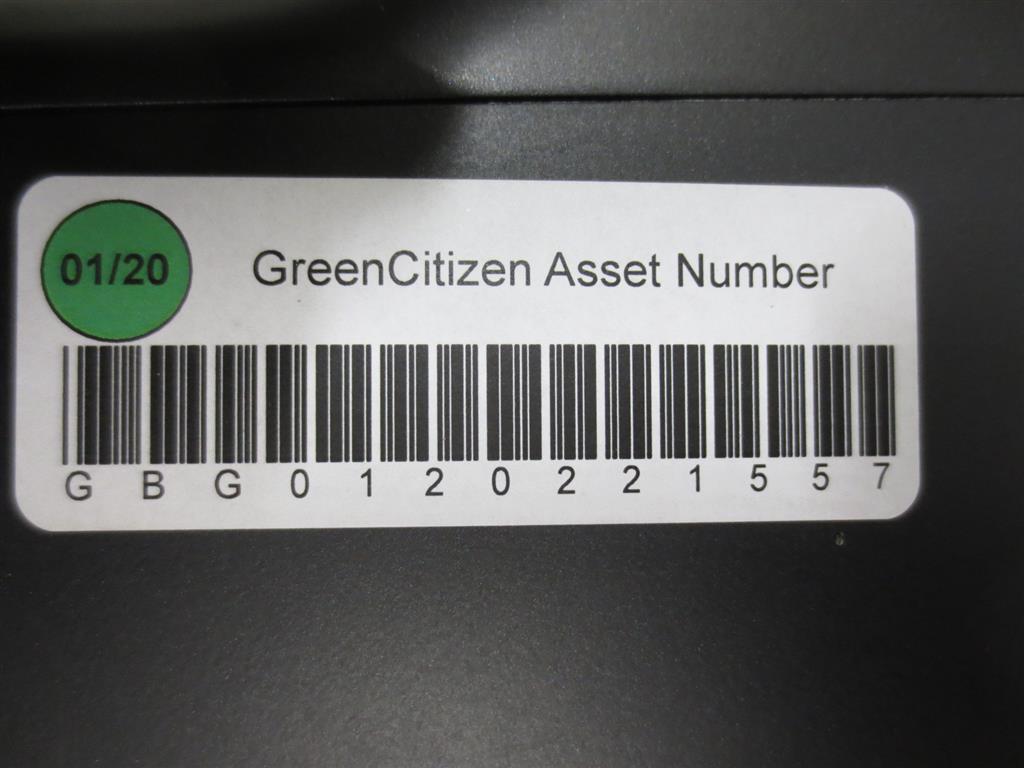 01/20
GreenCitizen Asset Number
G B G 0 1 2 0 2 2 1 5 5 7